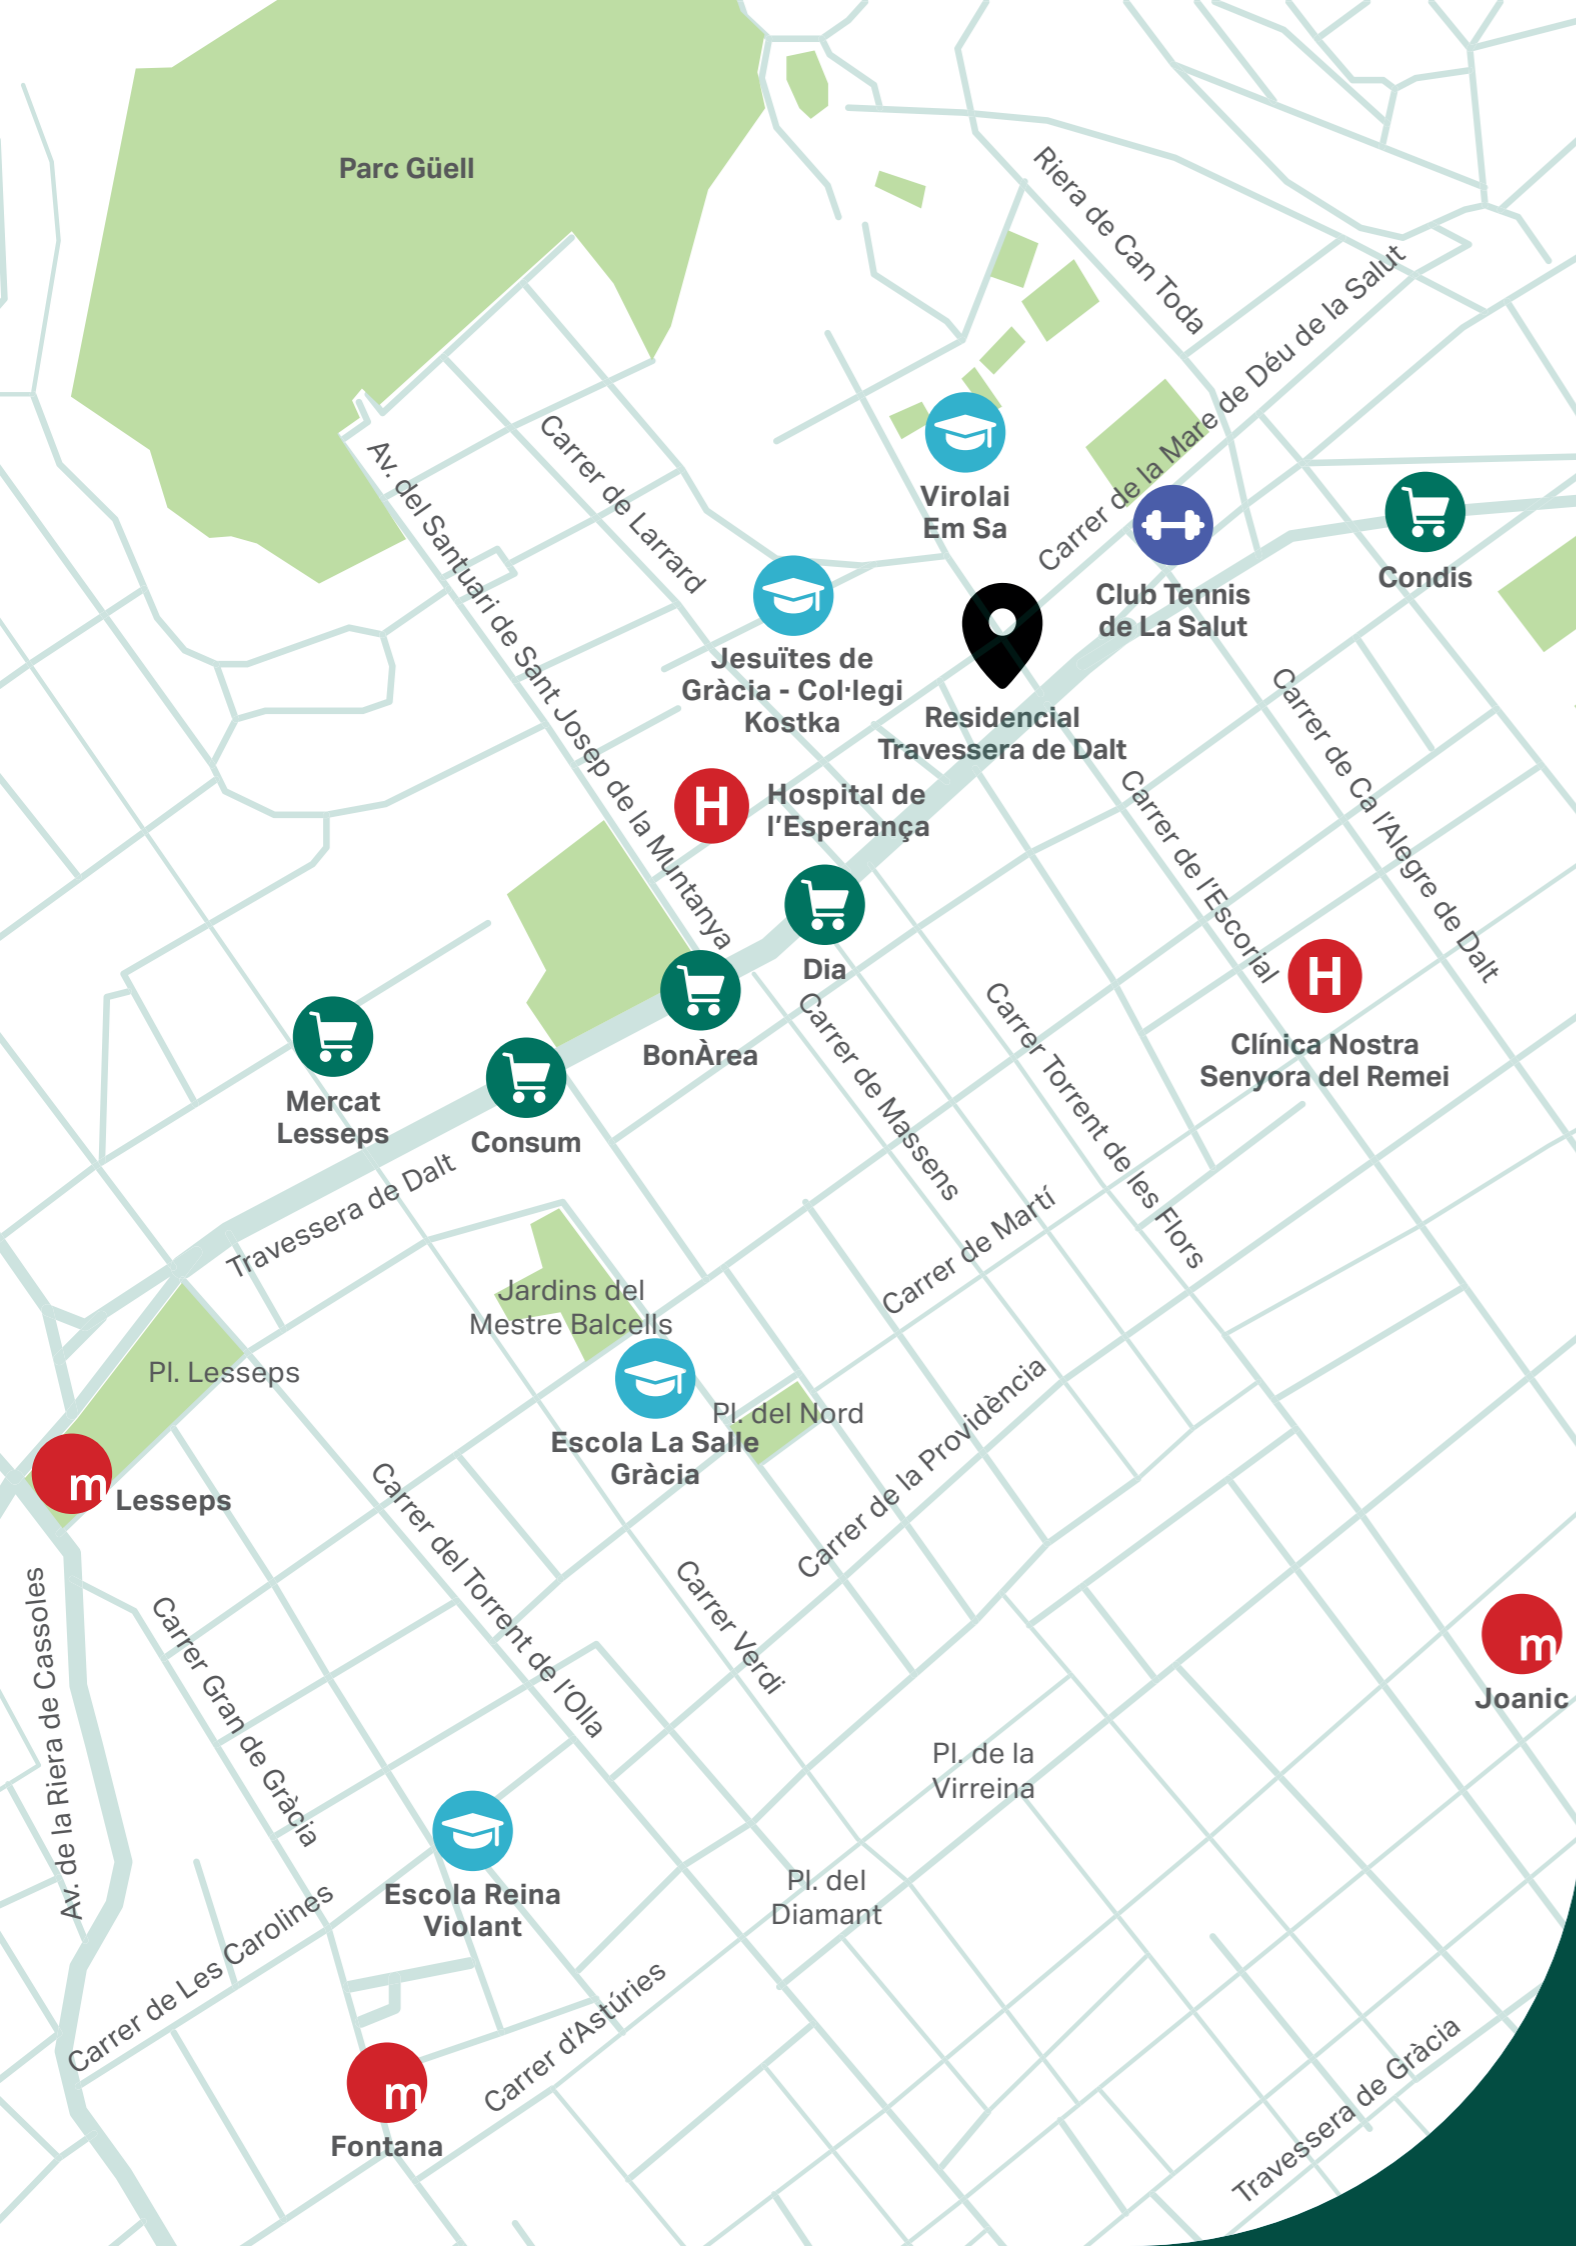 Parc Güell
Riera de Can Toda
Carrer de la Mare de Déu de la Salut
Av. del Santuari de Sant Josep de la Muntanya
Carrer de Larrard
Virolai
Em Sa
Condis
Club Tennis
de La Salut
Jesuïtes de
Gràcia - Col·legi
Kostka
Residencial
Travessera de Dalt
Carrer de Ca l'Alegre de Dalt
Carrer de l'Escorial
H
Hospital de
l'Esperança
Dia
H
Clínica Nostra
Senyora del Remei
BonÀrea
Carrer de Massens
Carrer Torrent de les Flors
Mercat
Lesseps
Consum
Travessera de Dalt
Carrer de Martí
Jardins del
Mestre Balcells
Pl. Lesseps
Pl. del Nord
Escola La Salle
Gràcia
Carrer de la Providència
m
Lesseps
Carrer del Torrent de l'Olla
Carrer Verdi
Av. de la Riera de Cassoles
Carrer Gran de Gràcia
m
Joanic
Pl. de la
Virreina
Escola Reina
Violant
Pl. del
Diamant
Carrer de Les Carolines
Carrer d'Astúries
m
Fontana
Travessera de Gràcia